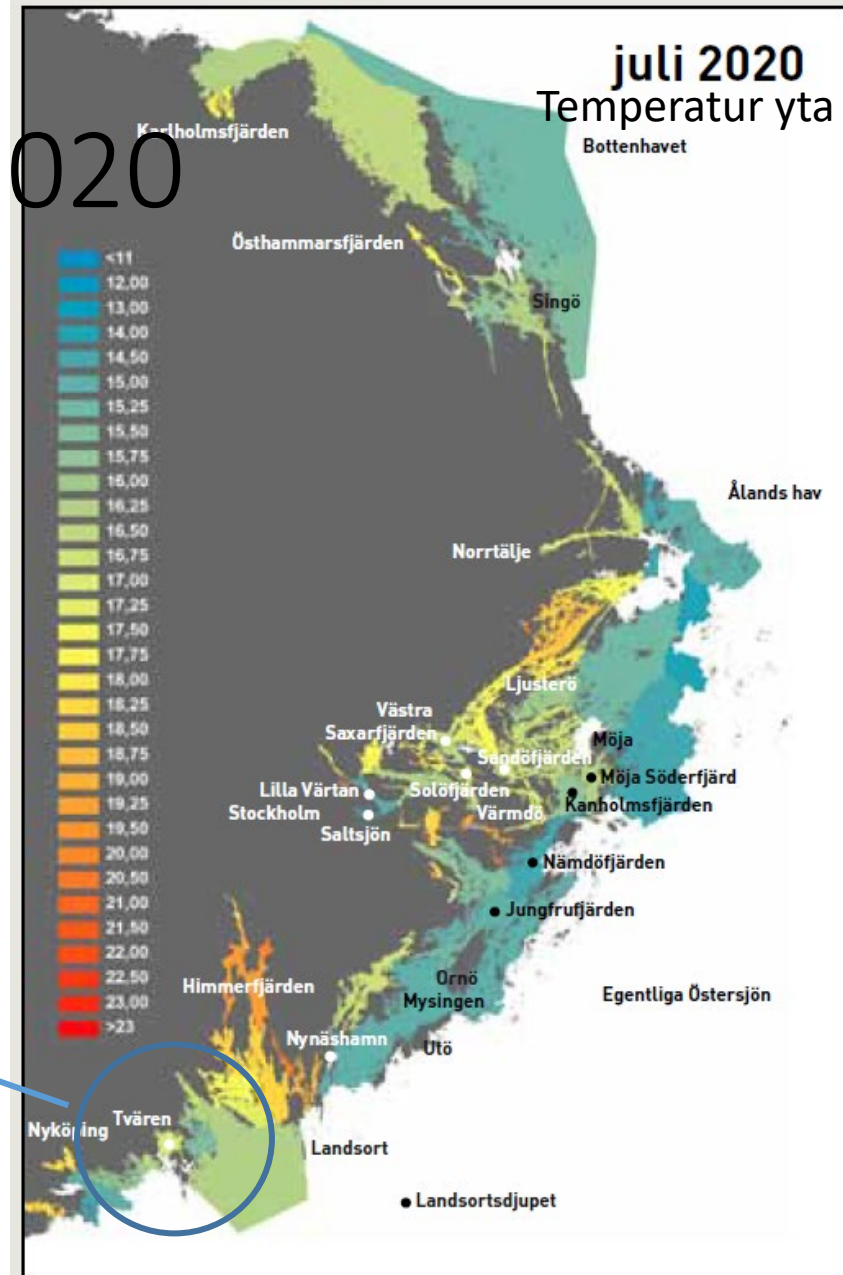 juli 2020
Temperatur yta
020
Karlholmsfjärden
Bottenhavet
Östhammarsfjärden
Singö
<11
12,00
13,00
14,00
14,50
15,00
15,25
15,50
15,75
16,00
16,25
16,50
16,75
17,00
17,25
17,50
17,75
18,00
18,25
18,50
18,75
19,00
19,25
19,50
20,00
20,50
21,00
21,50
22,00
22,50
23,00
>23
Ålands hav
Norrtälje
Ljusterö
Västra
Saxarfjärden
Möja
Sandöfjärden
Möja Söderfjärd
Lilla Värtan
Solöfjärden
Kanholmsfjärden
Stockholm
Värmdö
Saltsjön
Nämdöfjärden
Jungfrufjärden
Ornö
Himmerfjärden
Mysingen
Egentliga Östersjön
Nynäshamn
Utö
Tvären
Nyköping
Landsort
Landsortsdjupet